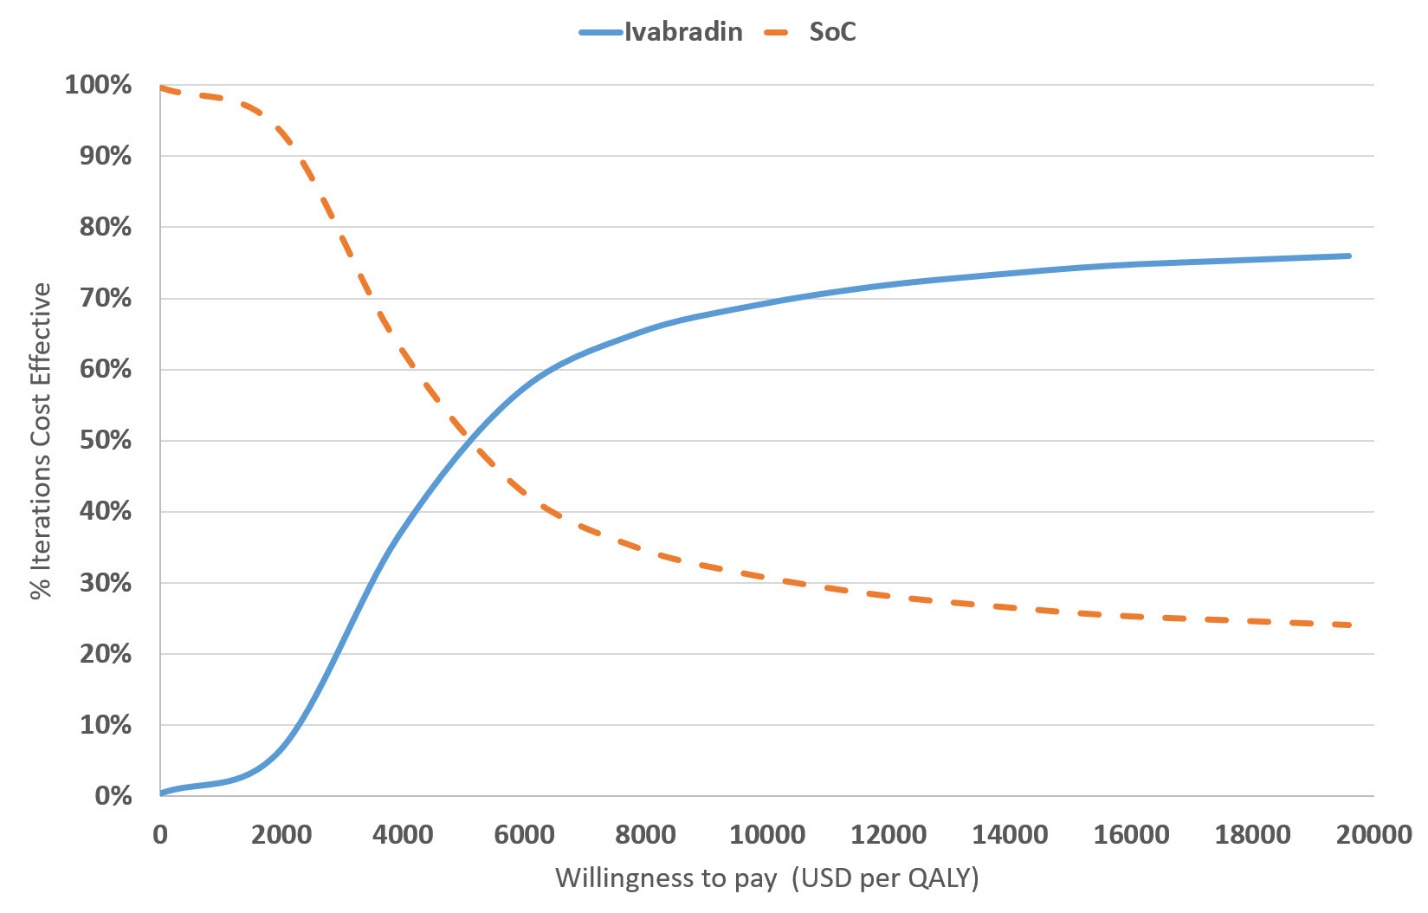 Ivabradin SoC
100%
90%
80%
70%
60%
50%
40%
30%
20%
10%
0%
% Iterations Cost Effective
0 2000 4000 6000 8000 10000 12000 14000 16000 18000 20000
Willingness to pay (USD per QALY)